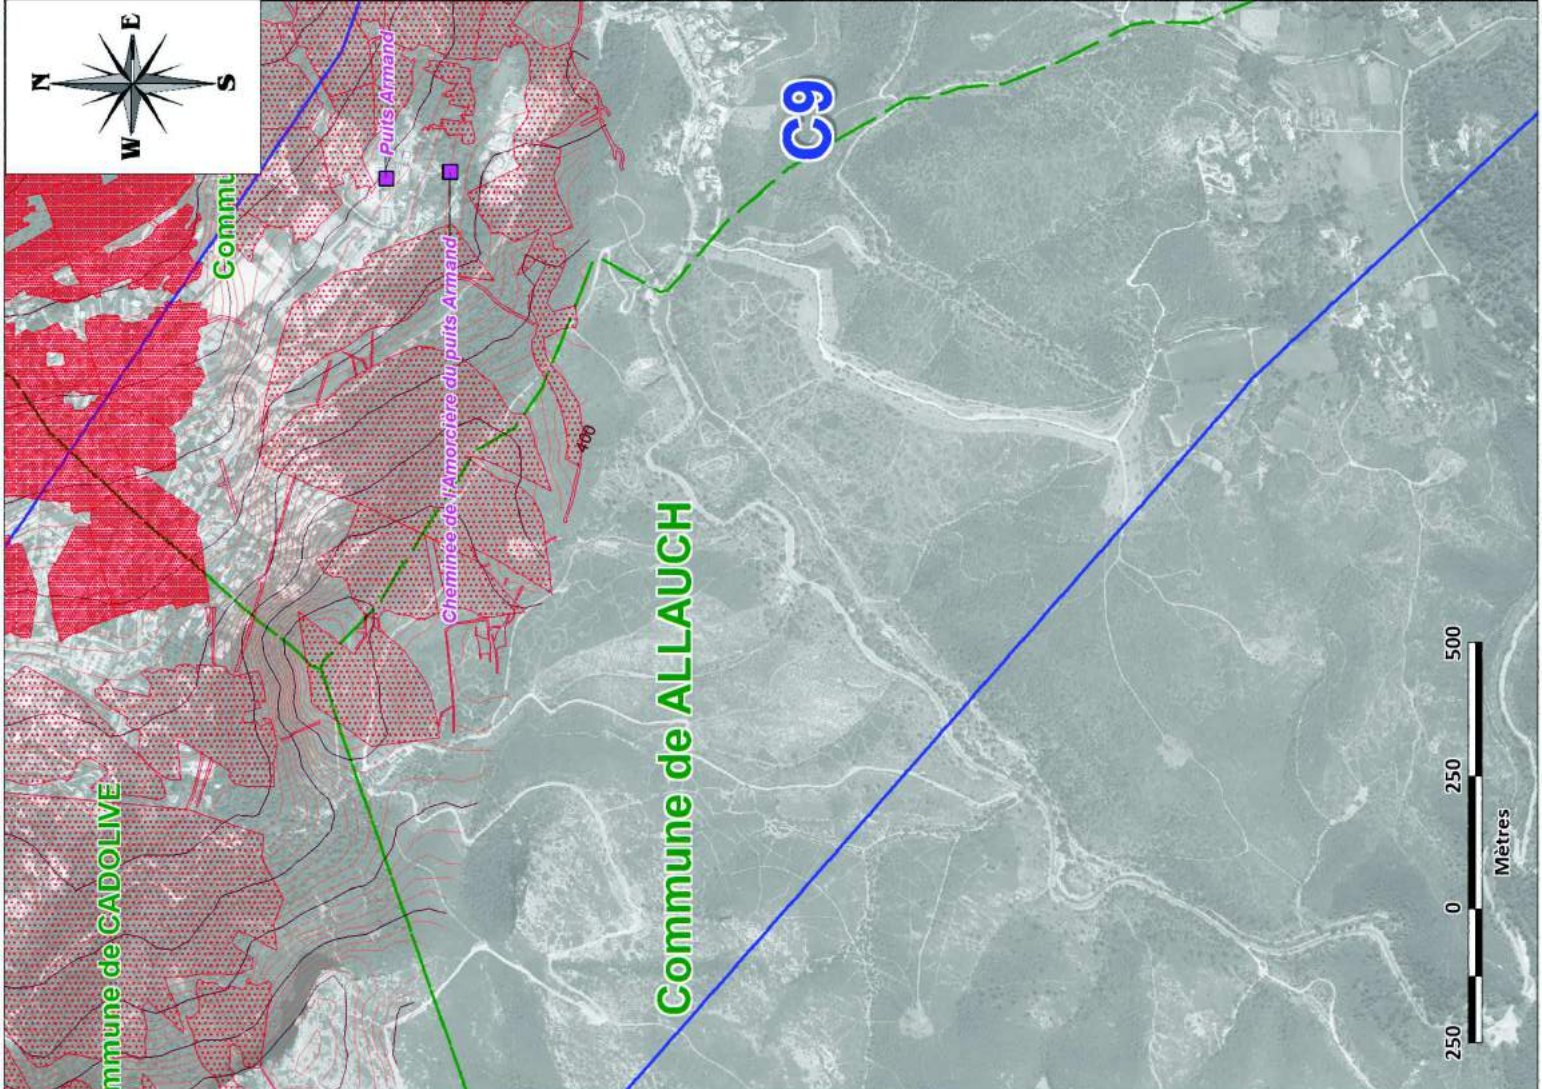 N
E
S
W
Puits Armand
Commu
C9
Cheminée de l'Amorcière du puits Armand
400
Commune de ALLAUCH
mmune de CADOLIVE
250
0
250
500
Mètres